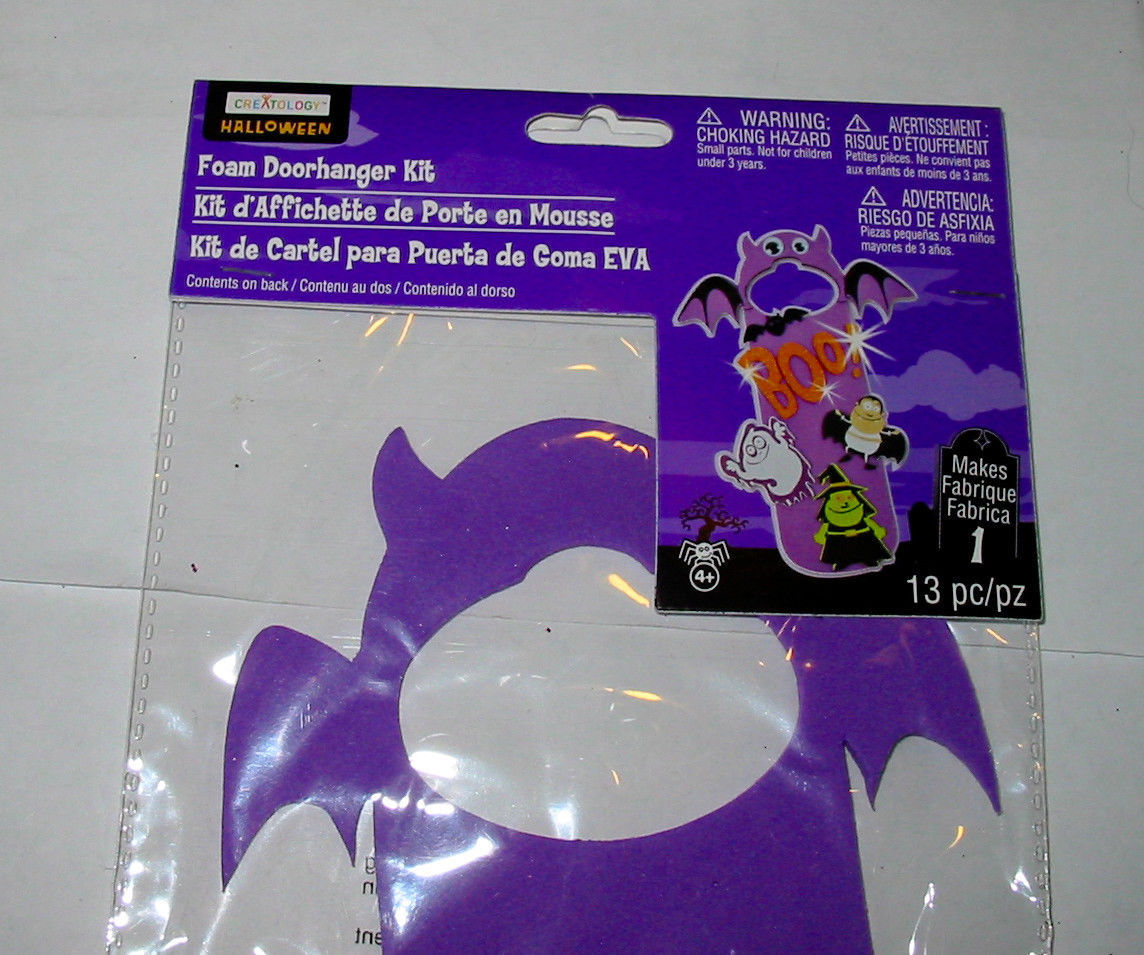 CREATOLOGY™
HALLOWEEN
Foam Doorhanger Kit
Kit d'Affichette de Porte en Mousse
Kit de Cartel para Puerta de Goma EVA
Contents on back / Contenu au dos / Contenido al dorso
⚠ WARNING:
CHOKING HAZARD
Small parts. Not for children
under 3 years.
⚠ AVERTISSEMENT :
RISQUE D'ÉTOUFFEMENT
Petites pièces. Ne convient pas
aux enfants de moins de 3 ans.
⚠ ADVERTENCIA:
RIESGO DE ASFIXIA
Piezas pequeñas. Para niños
mayores de 3 años.
BOO!
Makes
Fabrique
Fabrica
1
4+
13 pc/pz